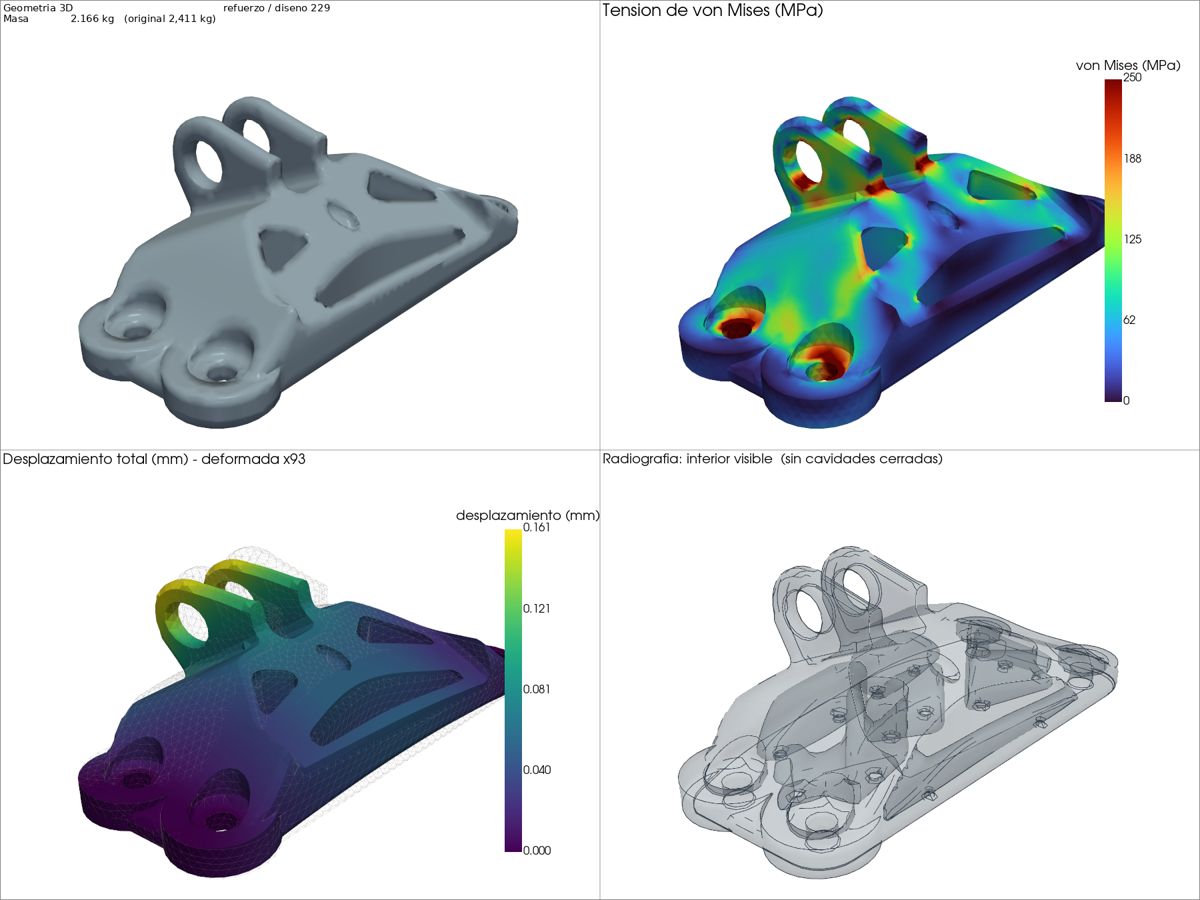 Geometria 3D refuerzo / diseno 229
Masa 2.166 kg (original 2,411 kg)
Tension de von Mises (MPa)
von Mises (MPa)
250
188
125
62
0
Desplazamiento total (mm) - deformada x93
desplazamiento (mm)
0.161
0.121
0.081
0.040
0.000
Radiografia: interior visible (sin cavidades cerradas)